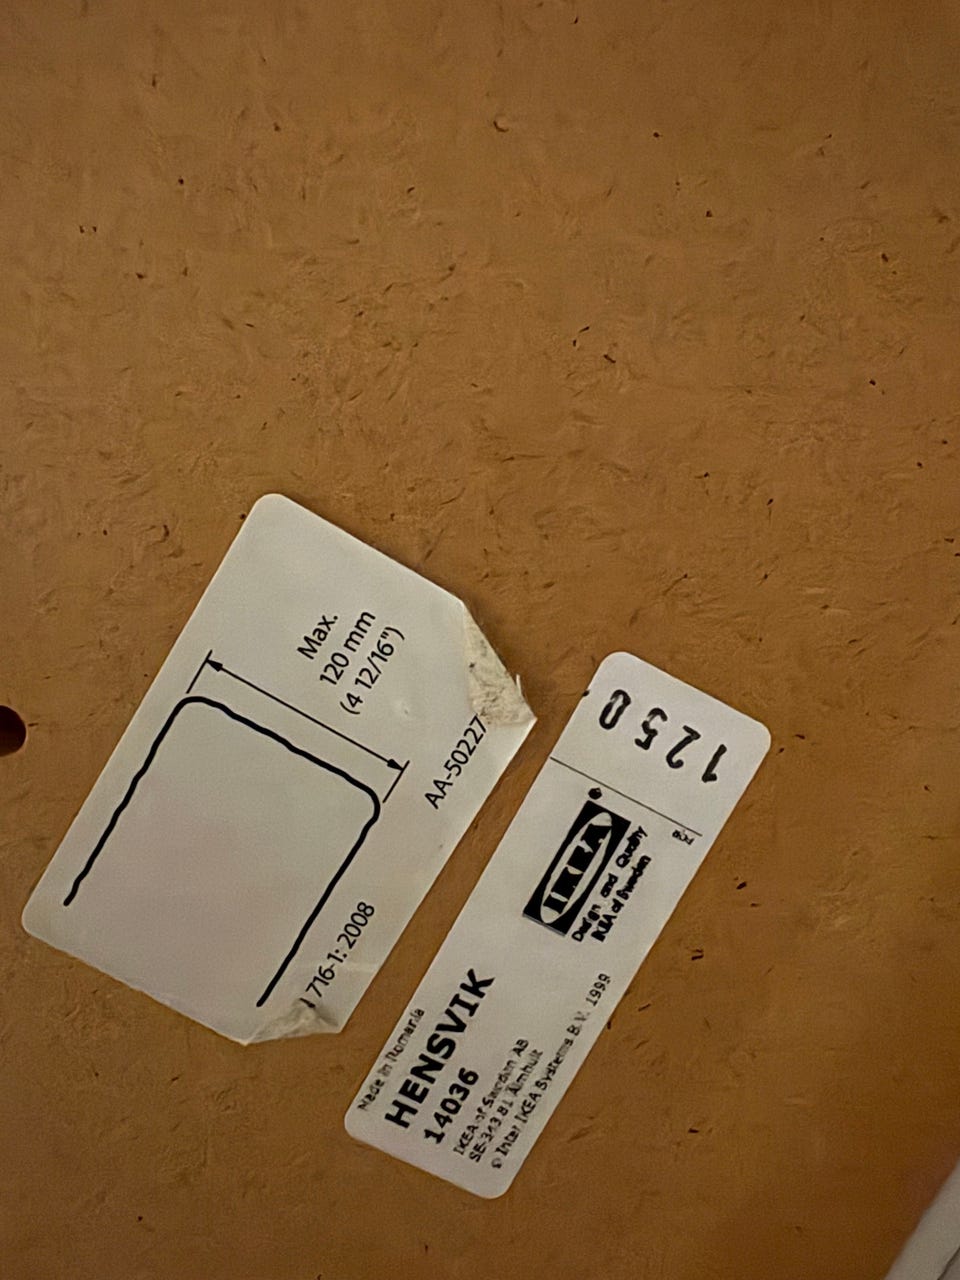 Max.
120 mm
(4 12/16")
AA-50227
716-1: 2008
1250
IKEA
Design and Quality
IKEA of Sweden
Made in Romania
HENSVIK
14036
IKEA of Sweden AB
SE-343 81 Älmhult
© Inter IKEA Systems B.V. 1999